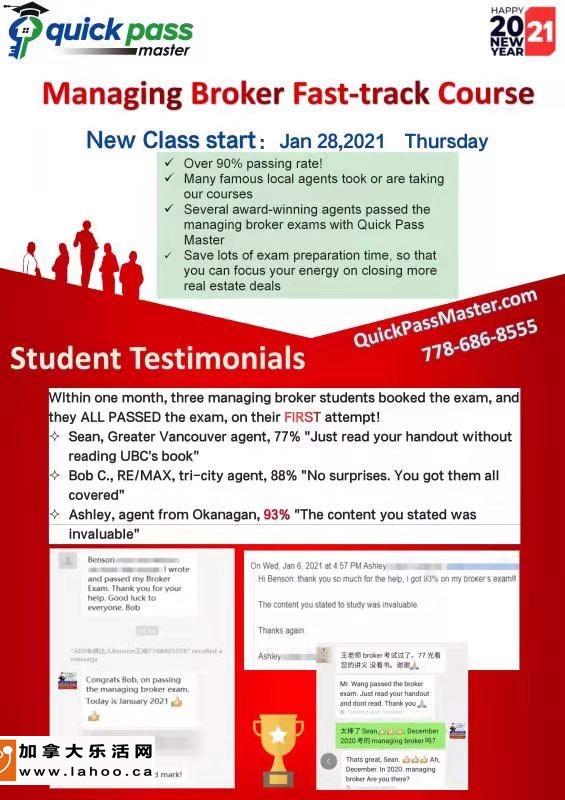 quick pass
master
HAPPY
20 21
NEW
YEAR
Managing Broker Fast-track Course
New Class start： Jan 28,2021 Thursday
✓ Over 90% passing rate!
✓ Many famous local agents took or are taking
our courses
✓ Several award-winning agents passed the
managing broker exams with Quick Pass
Master
✓ Save lots of exam preparation time, so that
you can focus your energy on closing more
real estate deals
QuickPassMaster.com
778-686-8555
Student Testimonials
WIthin one month, three managing broker students booked the exam, and
they ALL PASSED the exam, on their FIRST attempt!
✧ Sean, Greater Vancouver agent, 77% "Just read your handout without
reading UBC's book"
✧ Bob C., RE/MAX, tri-city agent, 88% "No surprises. You got them all
covered"
✧ Ashley, agent from Okanagan, 93% "The content you stated was
invaluable"
Benson
I wrote
and passed my Broker
Exam. Thank you for your
help. Good luck to
everyone. Bob
recalled a
message
Congrats Bob, on passing
the managing broker exam.
Today is January 2021 👍
👍
d mark!
On Wed, Jan 6, 2021 at 4:57 PM Ashley
Hi Benson: thank you so much for the help, I got 93% on my broker's exam!!!
The content you stated to study was invaluable.
Thanks again.
Ashley
王老师 broker 考试过了。77 光看
您的讲义 没看书。谢谢🙏
Mr. Wang passed the broker
exam. Just read your handout
and dont read. Thank you 🙏
太棒了 Sean 👍👍👍, December
2020 考的 managing broker 吗?
Thats great, Sean. 👍👍👍 Ah,
December. In 2020. managing
broker Are you there?
加拿大乐活网
www.lahoo.ca